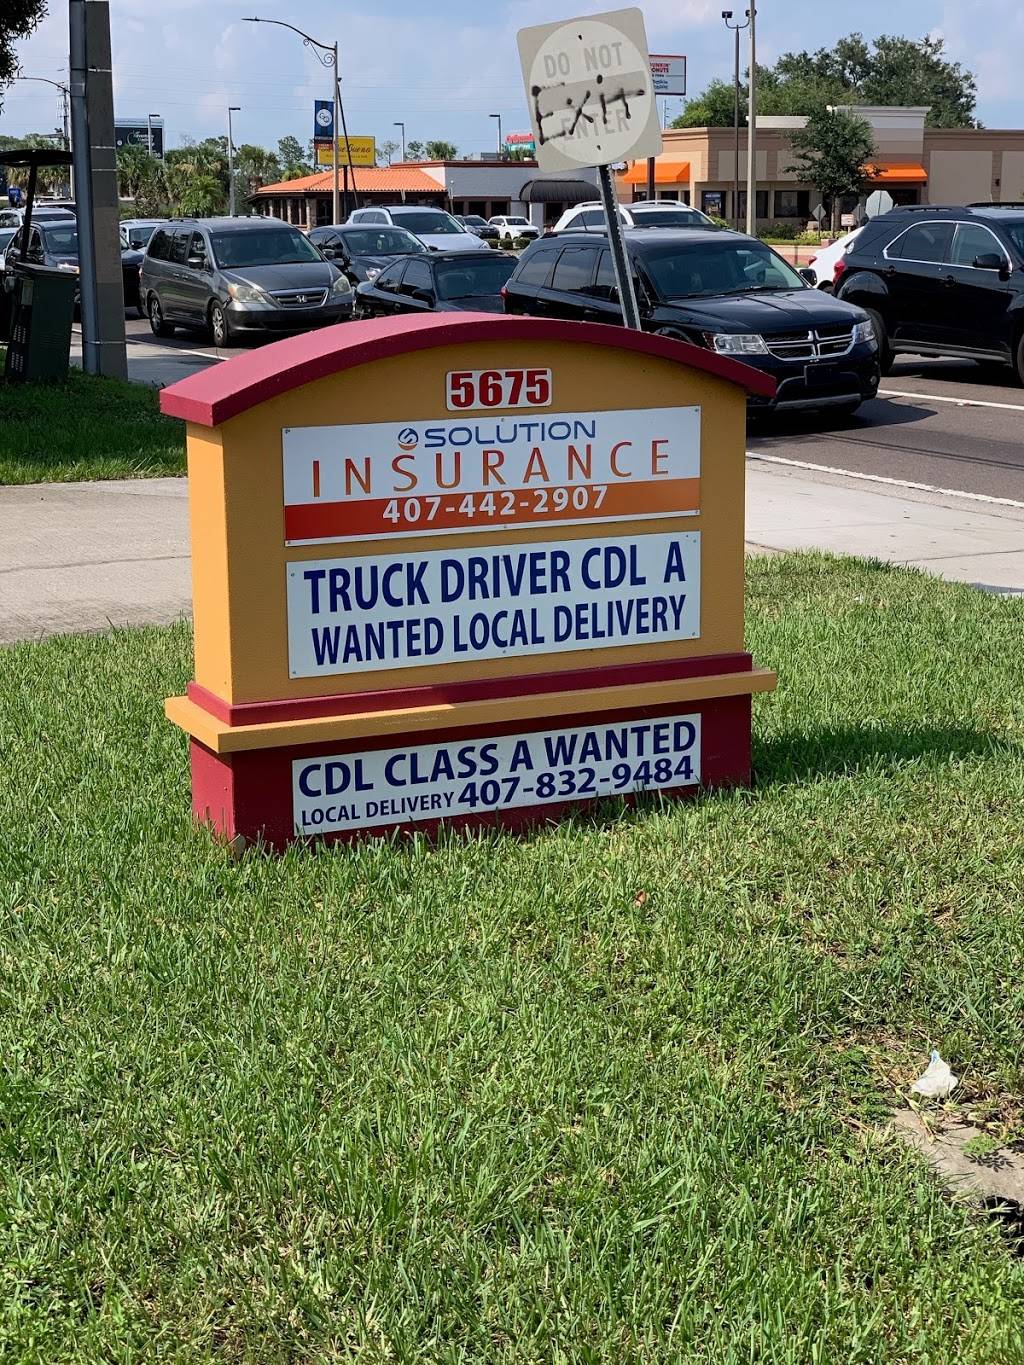 DO NOT
EXIT
ENTER
5675
SOLUTION
INSURANCE
407-442-2907
TRUCK DRIVER CDL A
WANTED LOCAL DELIVERY
CDL CLASS A WANTED
LOCAL DELIVERY 407-832-9484